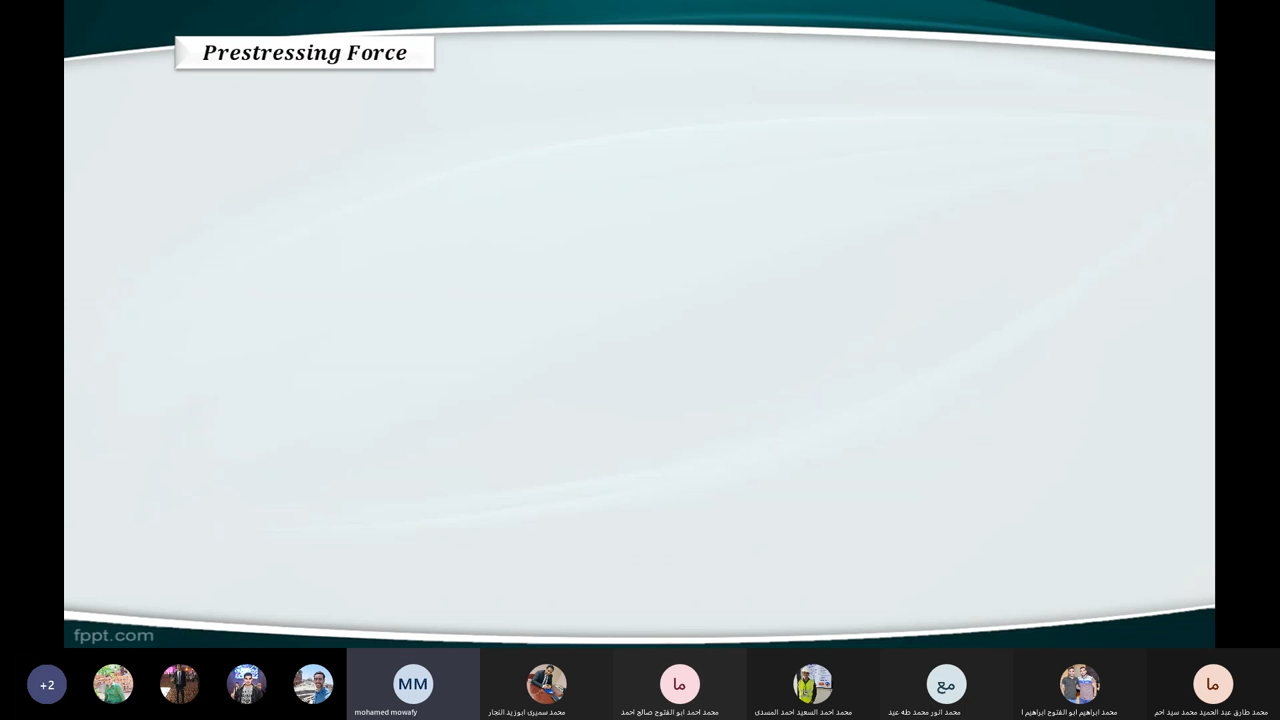 Prestressing Force
fppt.com
+2
MM
mohamed mowafy
محمد سميرى ابوزيد النجار
ما
محمد احمد ابو الفتوح صالح احمد
محمد احمد السعيد احمد المسدى
مع
محمد انور محمد طه عيد
محمد ابراهيم ابو الفتوح ابراهيم ا
ما
محمد طارق عبد الحميد محمد سيد احم